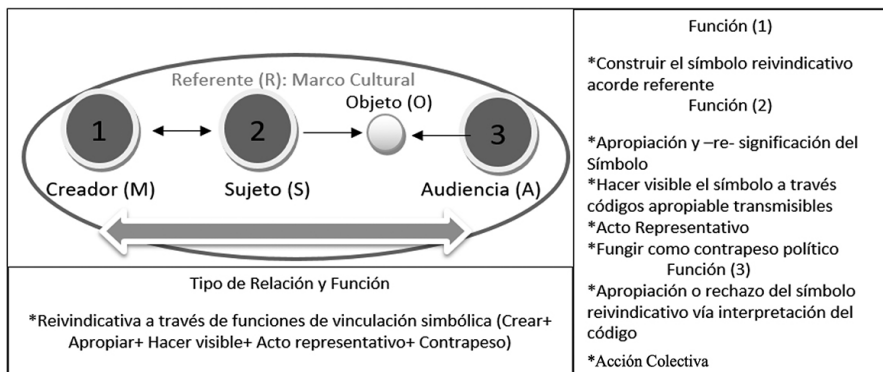 Referente (R): Marco Cultural
Objeto (O)
1
2
3
Creador (M)
Sujeto (S)
Audiencia (A)
Tipo de Relación y Función
*Reivindicativa a través de funciones de vinculación simbólica (Crear+
Apropiar+ Hacer visible+ Acto representativo+ Contrapeso)
Función (1)
*Construir el símbolo reivindicativo
acorde referente
Función (2)
*Apropiación y –re- significación del
Símbolo
*Hacer visible el símbolo a través
códigos apropiable transmisibles
*Acto Representativo
*Fungir como contrapeso político
Función (3)
*Apropiación o rechazo del símbolo
reivindicativo vía interpretación del
código
*Acción Colectiva